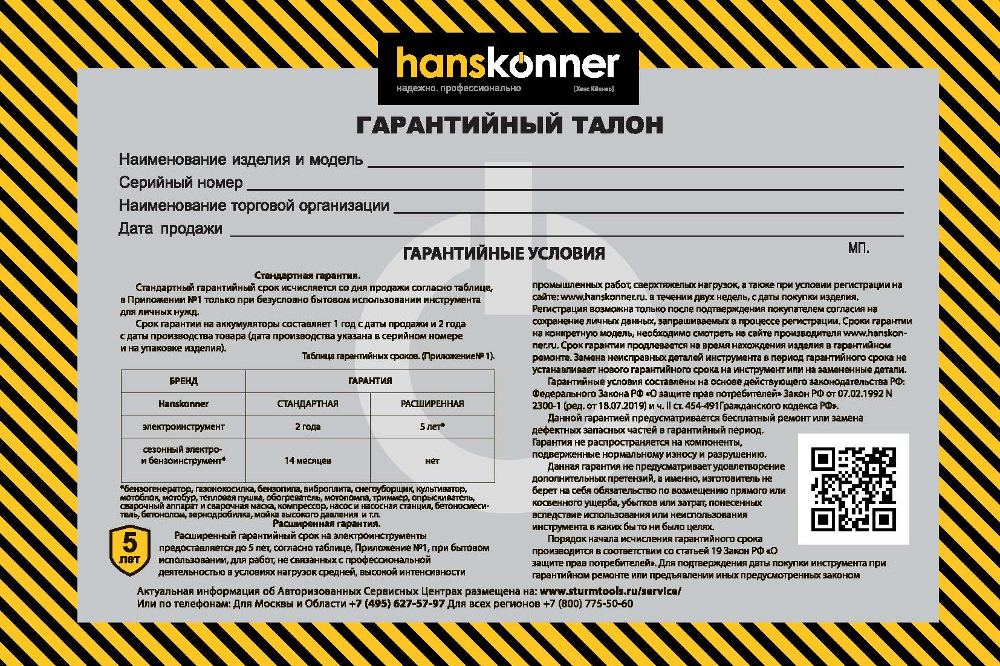 hanskonner
надежно. профессионально [Ханс Кённер]
ГАРАНТИЙНЫЙ ТАЛОН
Наименование изделия и модель
Серийный номер
Наименование торговой организации
Дата продажи
МП.
ГАРАНТИЙНЫЕ УСЛОВИЯ
Стандартная гарантия.
Стандартный гарантийный срок исчисляется со дня продажи согласно таблице,
в Приложении №1 только при безусловно бытовом использовании инструмента
для личных нужд.
Срок гарантии на аккумуляторы составляет 1 год с даты продажи и 2 года
с даты производства товара (дата производства указана в серийном номере
и на упаковке изделия).
Таблица гарантийных сроков. (Приложение№ 1).
БРЕНД ГАРАНТИЯ
Hanskonner СТАНДАРТНАЯ РАСШИРЕННАЯ
электроинструмент 2 года 5 лет*
сезонный электро-
и бензоинструмент* 14 месяцев нет
*бензогенератор, газонокосилка, бензопила, виброплита, снегоуборщик, культиватор,
мотоблок, мотобур, тепловая пушка, обогреватель, мотопомпа, триммер, опрыскиватель,
сварочный аппарат и сварочная маска, компрессор, насос и насосная станция, бетоносмеси-
тель, бетонолом, зернодробилка, мойка высокого давления и т.п.
Расширенная гарантия.
5
лет
Расширенный гарантийный срок на электроинструменты
предоставляется до 5 лет, согласно таблице, Приложение №1, при бытовом
использовании, для работ, не связанных с профессиональной
деятельностью в условиях нагрузок средней, высокой интенсивности
промышленных работ, сверхтяжелых нагрузок, а также при условии регистрации на
сайте: www.hanskonner.ru. в течении двух недель, с даты покупки изделия.
Регистрация возможна только после подтверждения покупателем согласия на
сохранение личных данных, запрашиваемых в процессе регистрации. Сроки гарантии
на конкретную модель, необходимо смотреть на сайте производителя www.hanskon-
ner.ru. Срок гарантии продлевается на время нахождения изделия в гарантийном
ремонте. Замена неисправных деталей инструмента в период гарантийного срока не
устанавливает нового гарантийного срока на инструмент или на замененные детали.
Гарантийные условия составлены на основе действующего законодательства РФ:
Федерального Закона РФ «О защите прав потребителей» Закон РФ от 07.02.1992 N
2300-1 (ред. от 18.07.2019) и ч. II ст. 454-491Гражданского кодекса РФ».
Данной гарантией предусматривается бесплатный ремонт или замена
дефектных запасных частей в гарантийный период.
Гарантия не распространяется на компоненты,
подверженные нормальному износу и разрушению.
Данная гарантия не предусматривает удовлетворение
дополнительных претензий, а именно, изготовитель не
берет на себя обязательство по возмещению прямого или
косвенного ущерба, убытков или затрат, понесенных
вследствие использования или неиспользования
инструмента в каких бы то ни было целях.
Порядок начала исчисления гарантийного срока
производится в соответствии со статьей 19 Закон РФ «О
защите прав потребителей». Для подтверждения даты покупки инструмента при
гарантийном ремонте или предъявлении иных предусмотренных законом
Актуальная информация об Авторизованных Сервисных Центрах размещена на: www.sturmtools.ru/service/
Или по телефонам: Для Москвы и Области +7 (495) 627-57-97 Для всех регионов +7 (800) 775-50-60